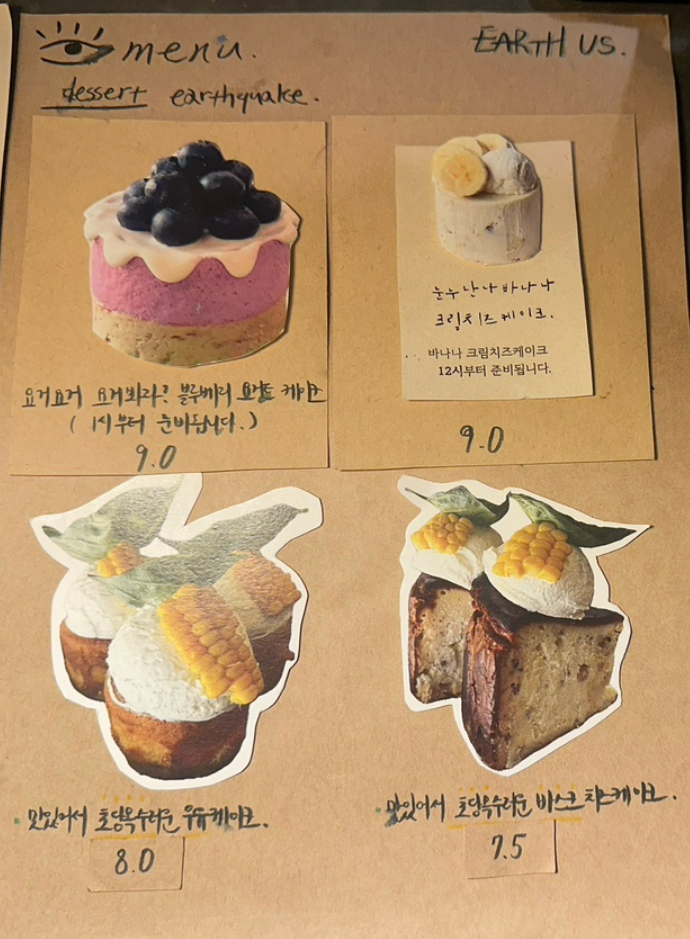 menu.
EARTH US.
dessert earthquake.
요거요거 요거봐라? 블루베리 요거트 케이크
(1시부터 준비됩니다.)
9.0
눈누난나바나나
크림치즈케이크.
바나나 크림치즈케이크
12시부터 준비됩니다.
9.0
맛있어서 초당옥수러운 우유케이크.
8.0
맛있어서 초당옥수러운 바스크 치즈케이크.
7.5